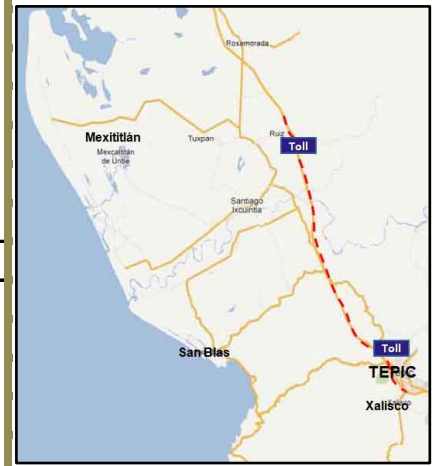 Rosamorada
Mexititlán
Mexcaltitán
de Uribe
Tuxpan
Ruiz
Toll
Santiago
Ixcuintla
San Blas
Toll
TEPIC
Xalisco